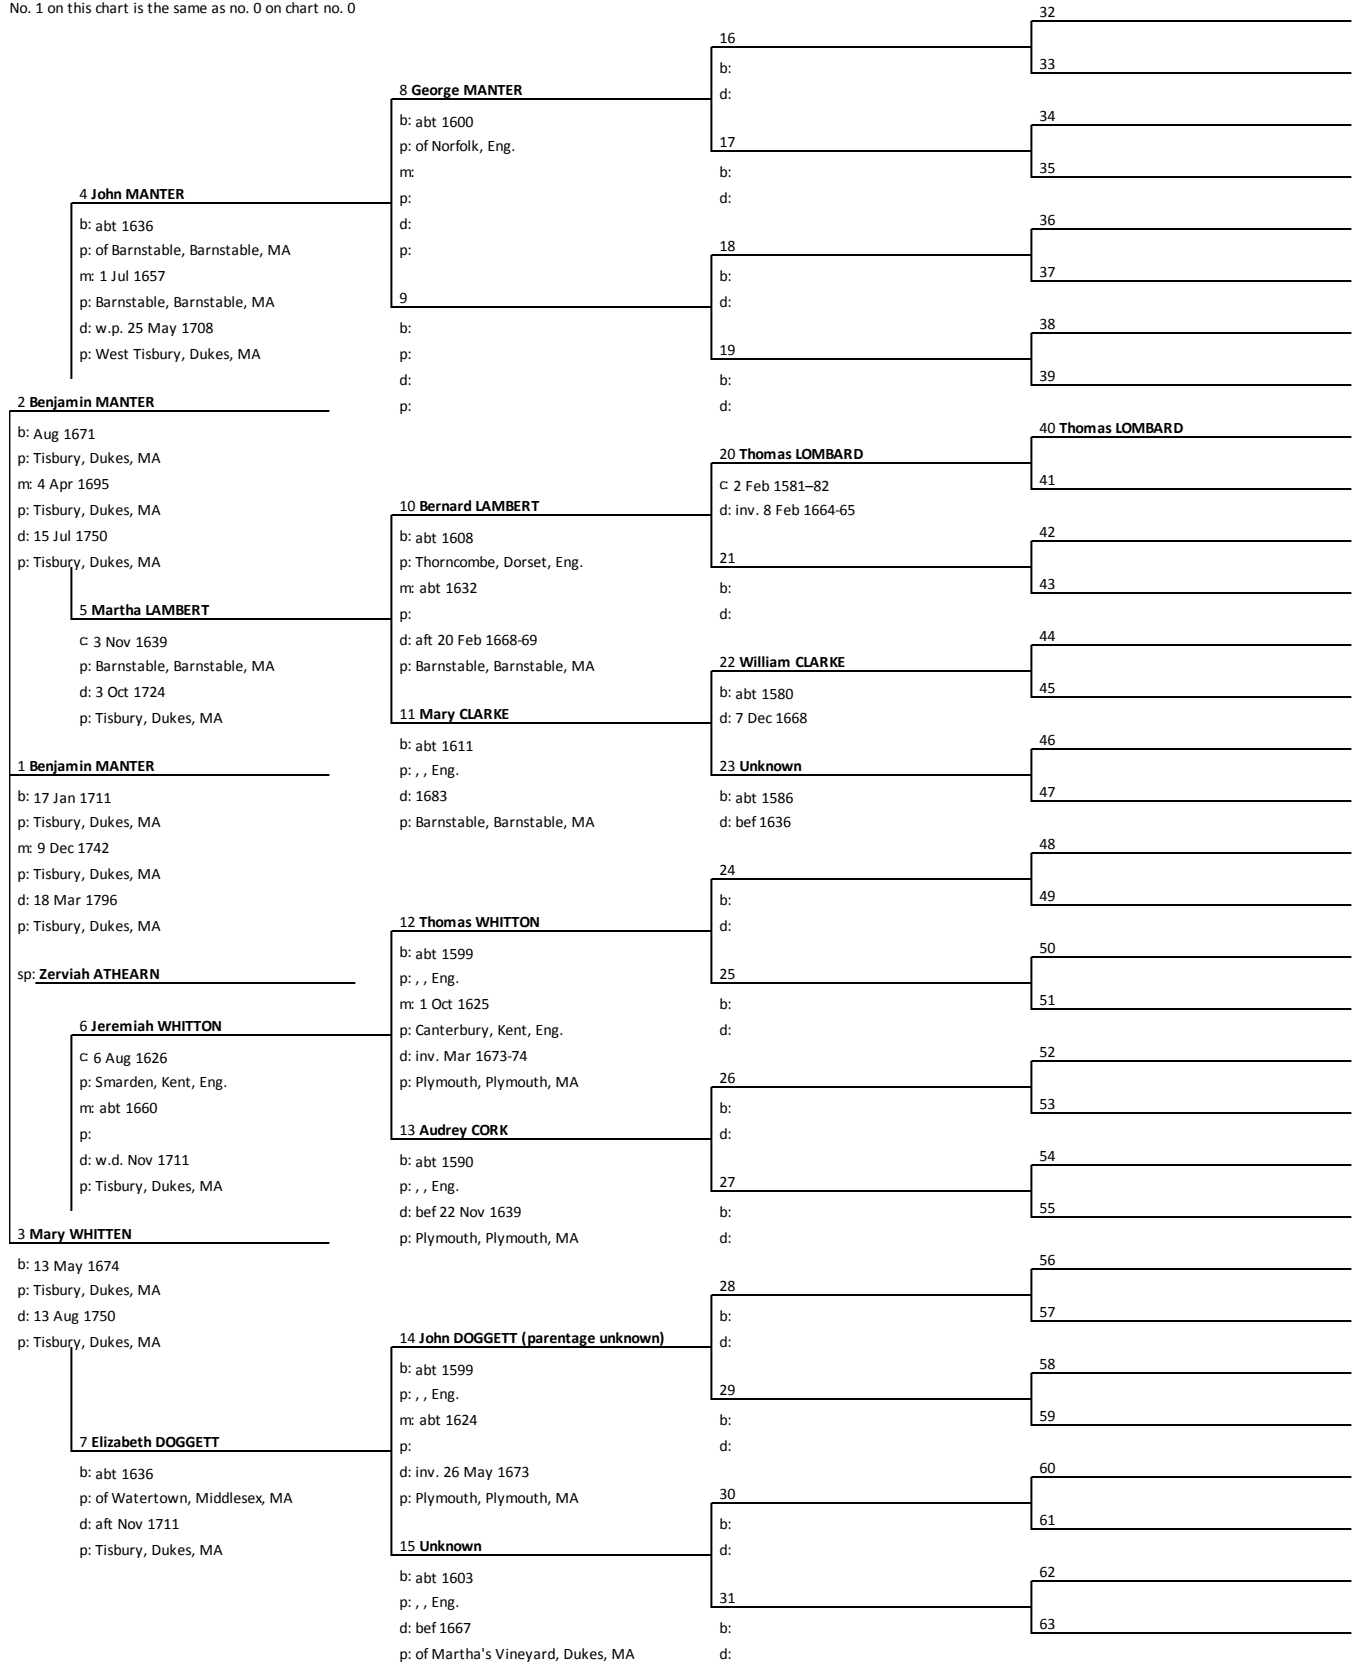 No. 1 on this chart is the same as no. 0 on chart no. 0
4 John MANTER
b: abt 1636
p: of Barnstable, Barnstable, MA
m: 1 Jul 1657
p: Barnstable, Barnstable, MA
d: w.p. 25 May 1708
p: West Tisbury, Dukes, MA
2 Benjamin MANTER
b: Aug 1671
p: Tisbury, Dukes, MA
m: 4 Apr 1695
p: Tisbury, Dukes, MA
d: 15 Jul 1750
p: Tisbury, Dukes, MA
5 Martha LAMBERT
c: 3 Nov 1639
p: Barnstable, Barnstable, MA
d: 3 Oct 1724
p: Tisbury, Dukes, MA
1 Benjamin MANTER
b: 17 Jan 1711
p: Tisbury, Dukes, MA
m: 9 Dec 1742
p: Tisbury, Dukes, MA
d: 18 Mar 1796
p: Tisbury, Dukes, MA
sp: Zerviah ATHEARN
6 Jeremiah WHITTON
c: 6 Aug 1626
p: Smarden, Kent, Eng.
m: abt 1660
p:
d: w.d. Nov 1711
p: Tisbury, Dukes, MA
3 Mary WHITTEN
b: 13 May 1674
p: Tisbury, Dukes, MA
d: 13 Aug 1750
p: Tisbury, Dukes, MA
7 Elizabeth DOGGETT
b: abt 1636
p: of Watertown, Middlesex, MA
d: aft Nov 1711
p: Tisbury, Dukes, MA
8 George MANTER
b: abt 1600
p: of Norfolk, Eng.
m:
p:
d:
p:
9
b:
p:
d:
p:
10 Bernard LAMBERT
b: abt 1608
p: Thorncombe, Dorset, Eng.
m: abt 1632
p:
d: aft 20 Feb 1668-69
p: Barnstable, Barnstable, MA
11 Mary CLARKE
b: abt 1611
p: , , Eng.
d: 1683
p: Barnstable, Barnstable, MA
12 Thomas WHITTON
b: abt 1599
p: , , Eng.
m: 1 Oct 1625
p: Canterbury, Kent, Eng.
d: inv. Mar 1673-74
p: Plymouth, Plymouth, MA
13 Audrey CORK
b: abt 1590
p: , , Eng.
d: bef 22 Nov 1639
p: Plymouth, Plymouth, MA
14 John DOGGETT (parentage unknown)
b: abt 1599
p: , , Eng.
m: abt 1624
p:
d: inv. 26 May 1673
p: Plymouth, Plymouth, MA
15 Unknown
b: abt 1603
p: , , Eng.
d: bef 1667
p: of Martha's Vineyard, Dukes, MA
16
b:
d:
17
b:
d:
18
b:
d:
19
b:
d:
20 Thomas LOMBARD
c: 2 Feb 1581–82
d: inv. 8 Feb 1664-65
21
b:
d:
22 William CLARKE
b: abt 1580
d: 7 Dec 1668
23 Unknown
b: abt 1586
d: bef 1636
24
b:
d:
25
b:
d:
26
b:
d:
27
b:
d:
28
b:
d:
29
b:
d:
30
b:
d:
31
b:
d:
32
33
34
35
36
37
38
39
40 Thomas LOMBARD
41
42
43
44
45
46
47
48
49
50
51
52
53
54
55
56
57
58
59
60
61
62
63